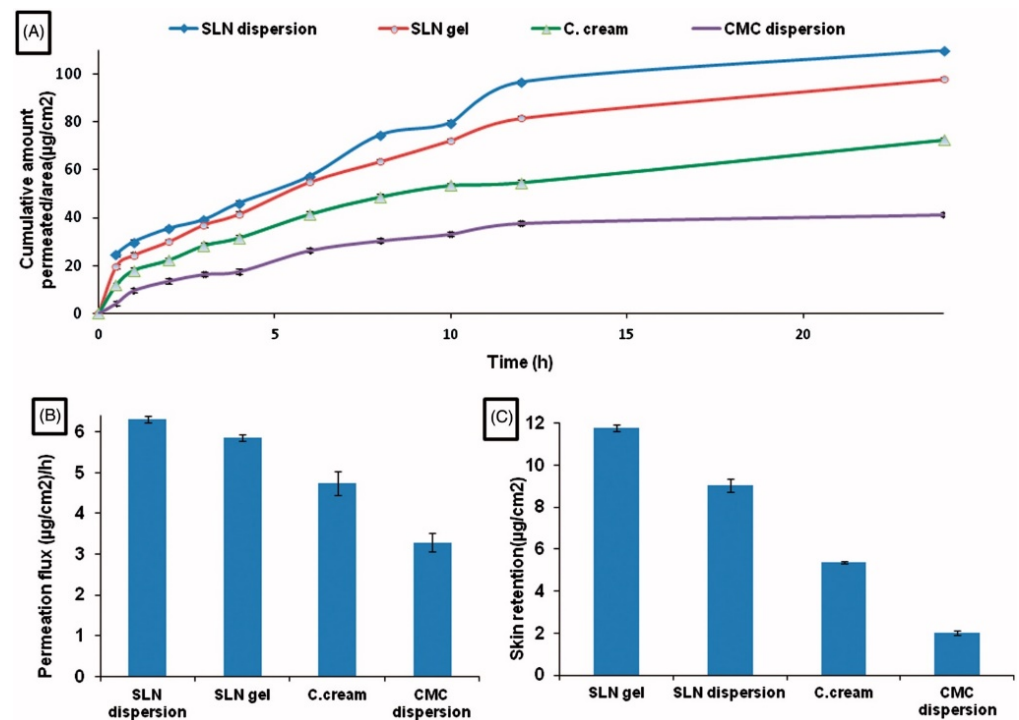 (A)
SLN dispersion SLN gel C. cream CMC dispersion
Cumulative amount
permeated/area(µg/cm2)
100
80
60
40
20
0
0 5 10 15 20
Time (h)
(B)
Permeation flux (µg/cm2)/h)
6
5
4
3
2
1
0
SLN
dispersion
SLN gel
C.cream
CMC
dispersion
(C)
Skin retention(µg/cm2)
12
10
8
6
4
2
0
SLN gel
SLN dispersion
C.cream
CMC
dispersion